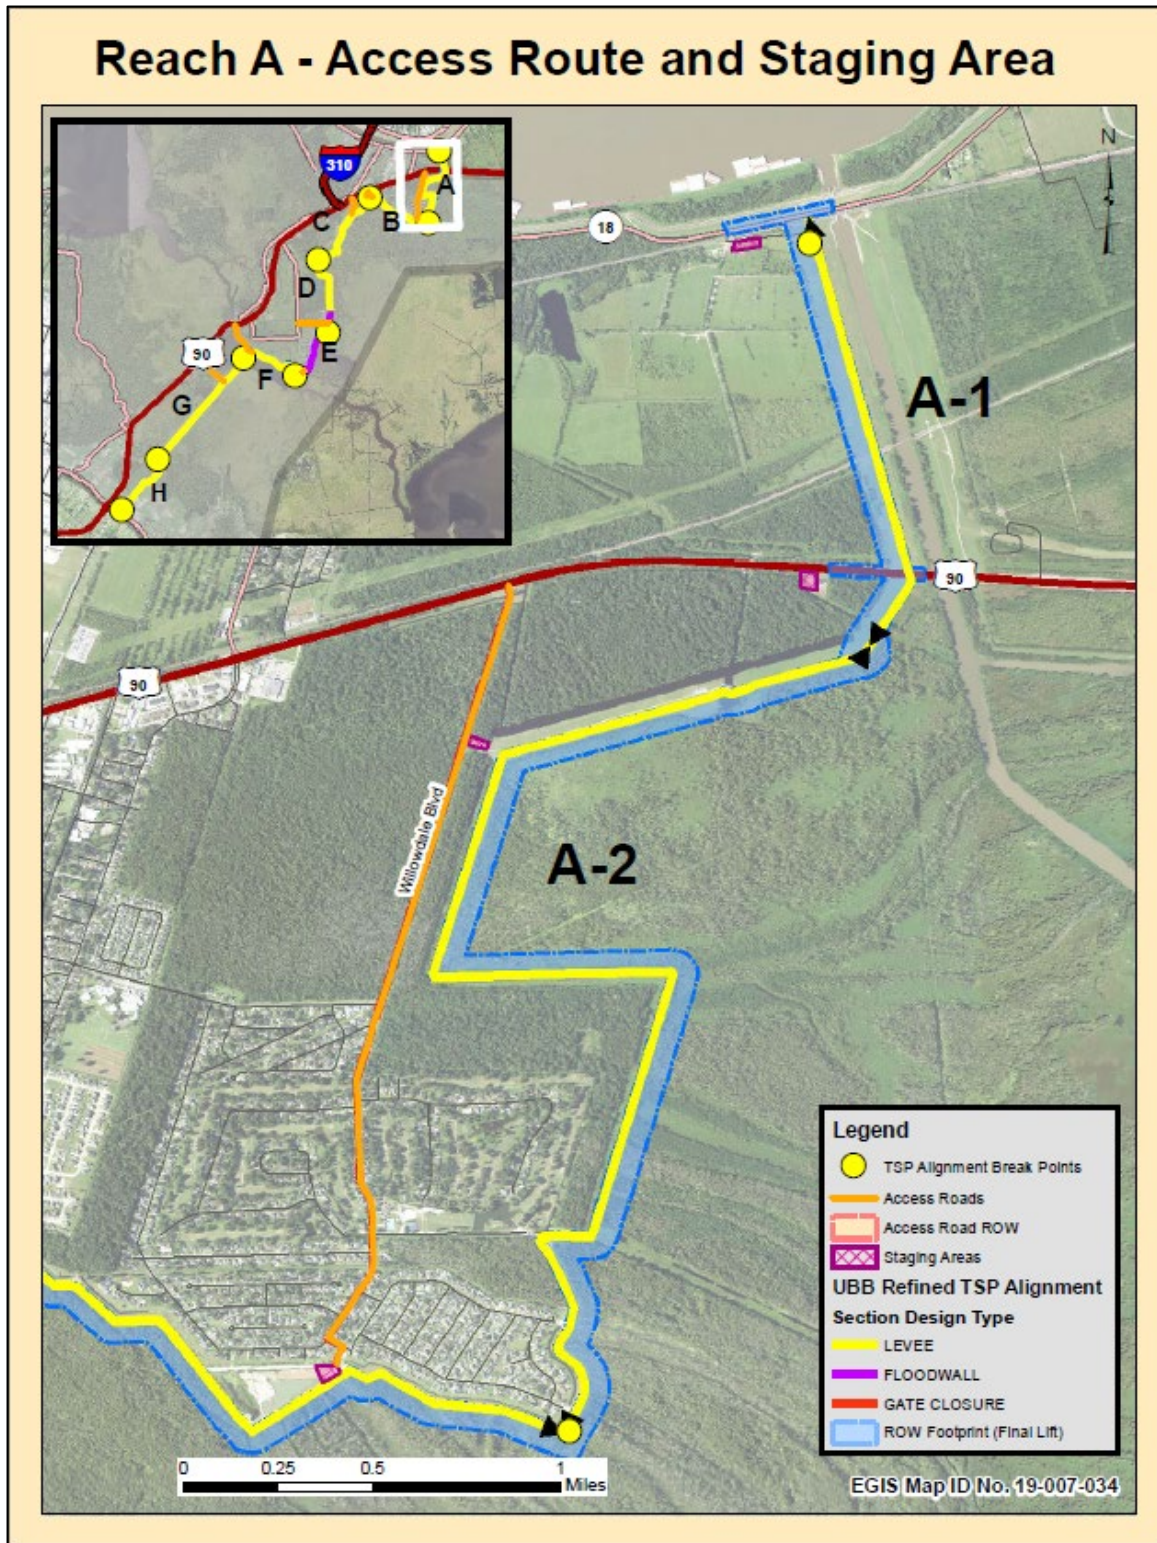 Reach A - Access Route and Staging Area
310
A
B
C
D
E
90
F
G
H
N
18
A-1
90
90
Willowdale Blvd
A-2
Legend
TSP Alignment Break Points
Access Roads
Access Road ROW
Staging Areas
UBB Refined TSP Alignment
Section Design Type
LEVEE
FLOODWALL
GATE CLOSURE
ROW Footprint (Final Lift)
0 0.25 0.5 1
Miles
EGIS Map ID No. 19-007-034